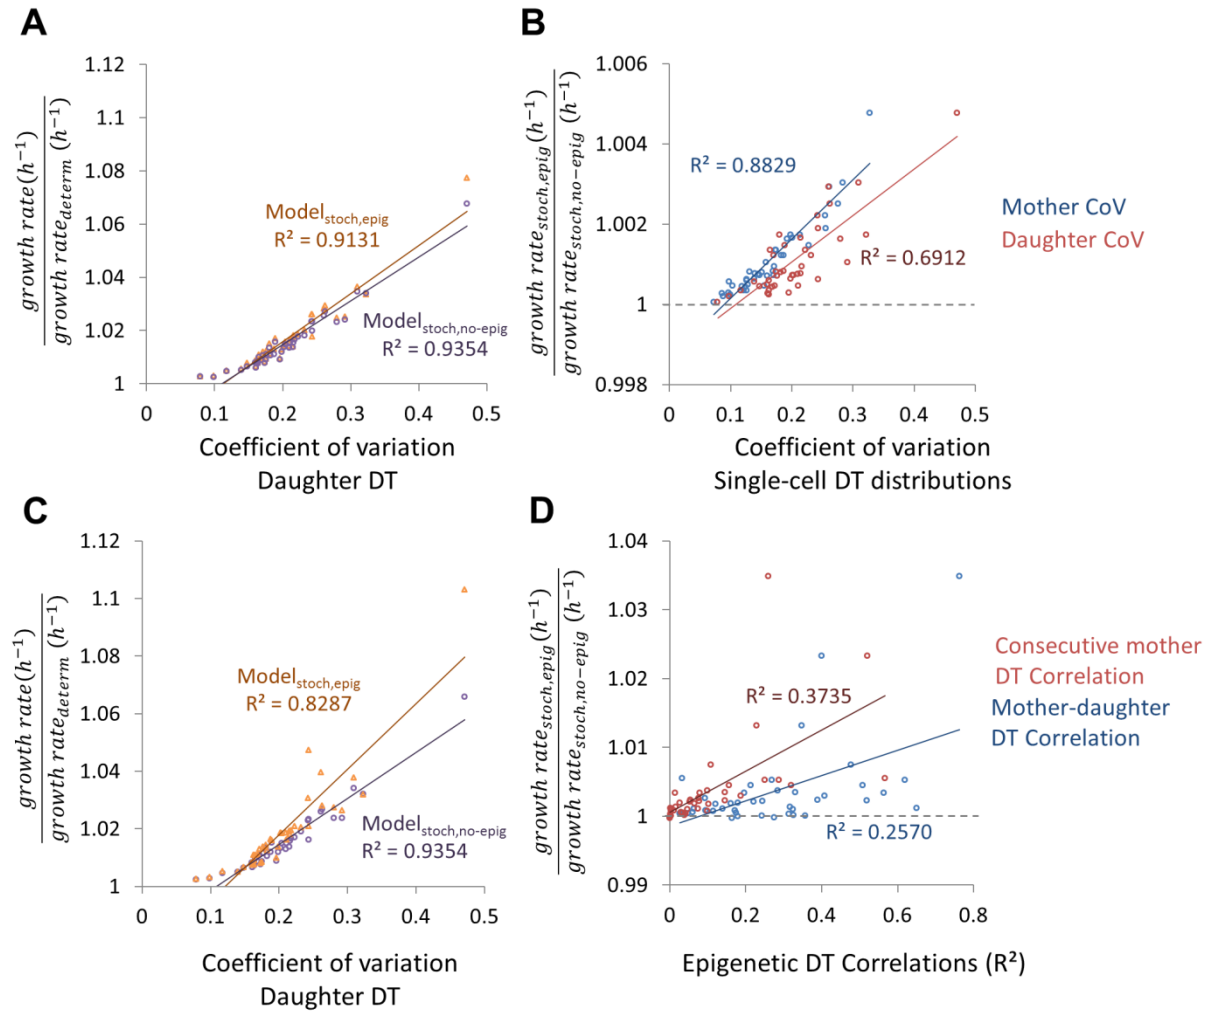 A
growth rate(h⁻¹)
growth rate_determ (h⁻¹)
1.12
1.1
1.08
1.06
1.04
1.02
1
0 0.1 0.2 0.3 0.4 0.5
Model_stoch,epig
R² = 0.9131
Model_stoch,no-epig
R² = 0.9354
Coefficient of variation
Daughter DT
B
growth rate_stoch,epig(h⁻¹)
growth rate_stoch,no−epig (h⁻¹)
1.006
1.004
1.002
1
0.998
0 0.1 0.2 0.3 0.4 0.5
R² = 0.8829
R² = 0.6912
Mother CoV
Daughter CoV
Coefficient of variation
Single-cell DT distributions
C
growth rate(h⁻¹)
growth rate_determ (h⁻¹)
1.12
1.1
1.08
1.06
1.04
1.02
1
0 0.1 0.2 0.3 0.4 0.5
Model_stoch,epig
R² = 0.8287
Model_stoch,no-epig
R² = 0.9354
Coefficient of variation
Daughter DT
D
growth rate_stoch,epig(h⁻¹)
growth rate_stoch,no−epig (h⁻¹)
1.04
1.03
1.02
1.01
1
0.99
0 0.2 0.4 0.6 0.8
R² = 0.3735
R² = 0.2570
Consecutive mother
DT Correlation
Mother-daughter
DT Correlation
Epigenetic DT Correlations (R²)